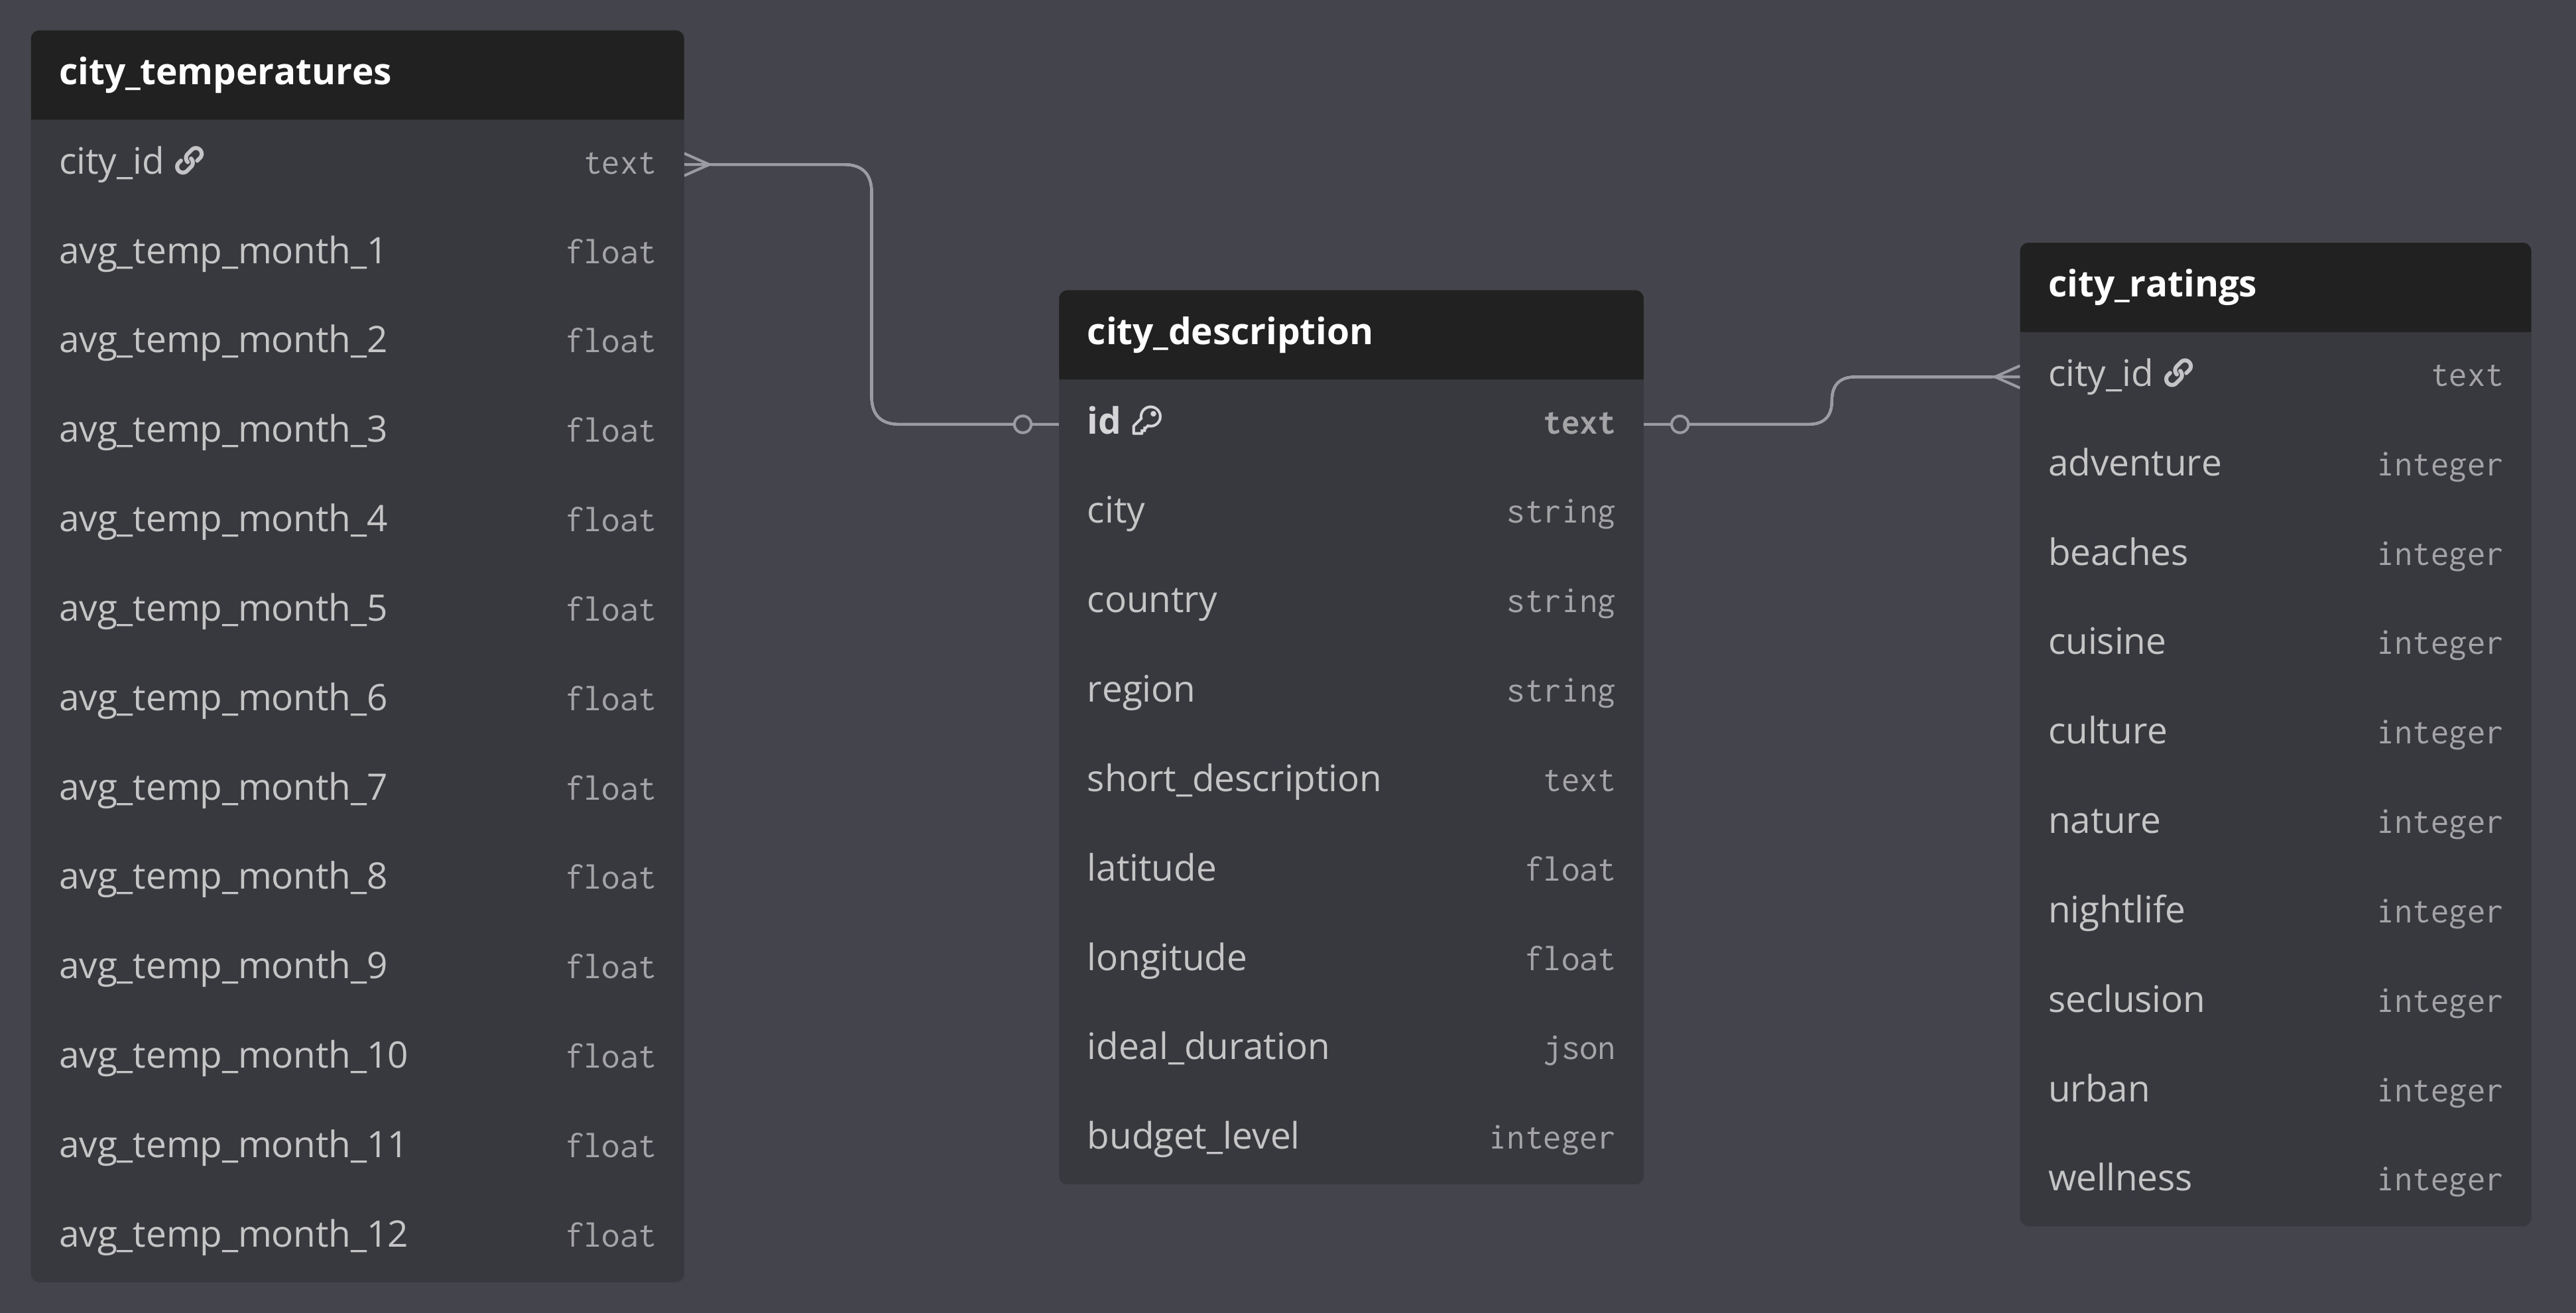 city_temperatures
city_id text
avg_temp_month_1 float
avg_temp_month_2 float
avg_temp_month_3 float
avg_temp_month_4 float
avg_temp_month_5 float
avg_temp_month_6 float
avg_temp_month_7 float
avg_temp_month_8 float
avg_temp_month_9 float
avg_temp_month_10 float
avg_temp_month_11 float
avg_temp_month_12 float
city_description
id text
city string
country string
region string
short_description text
latitude float
longitude float
ideal_duration json
budget_level integer
city_ratings
city_id text
adventure integer
beaches integer
cuisine integer
culture integer
nature integer
nightlife integer
seclusion integer
urban integer
wellness integer